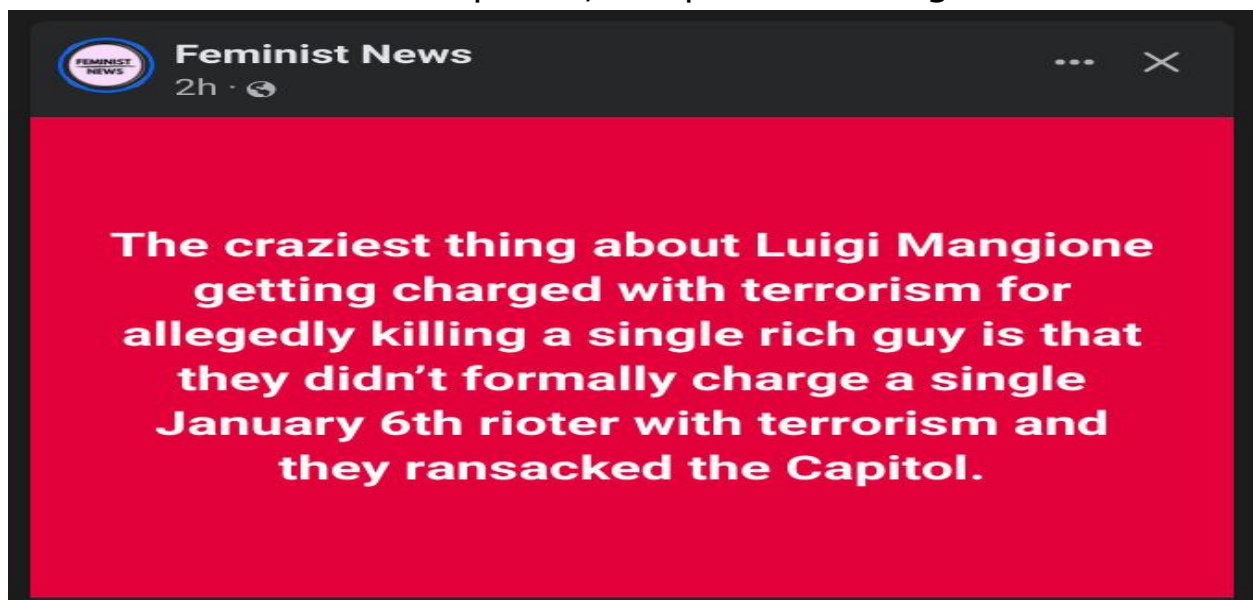 FEMINIST
NEWS
Feminist News
2h ·
The craziest thing about Luigi Mangione
getting charged with terrorism for
allegedly killing a single rich guy is that
they didn't formally charge a single
January 6th rioter with terrorism and
they ransacked the Capitol.